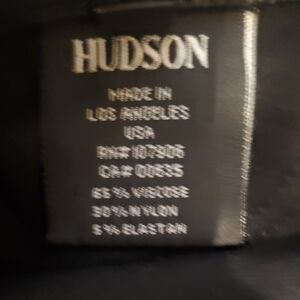 HUDSON
MADE IN
LOS ANGELES
USA
RN# 107906
CA# 00635
65% VISCOSE
30% NYLON
5% ELASTAN